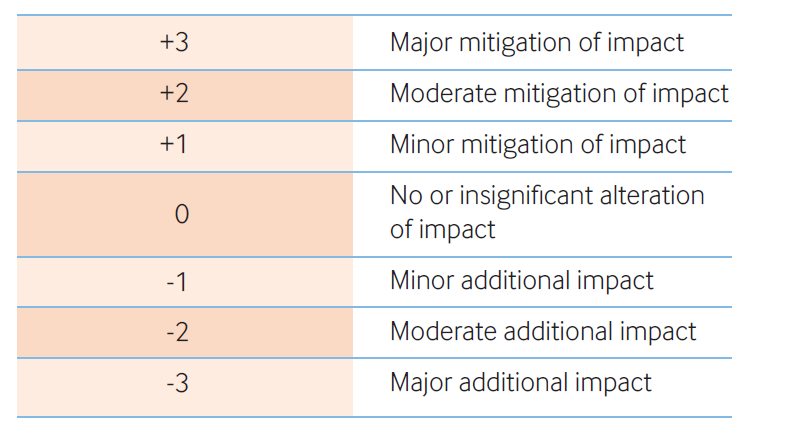 +3 Major mitigation of impact
+2 Moderate mitigation of impact
+1 Minor mitigation of impact
0 No or insignificant alteration
of impact
-1 Minor additional impact
-2 Moderate additional impact
-3 Major additional impact